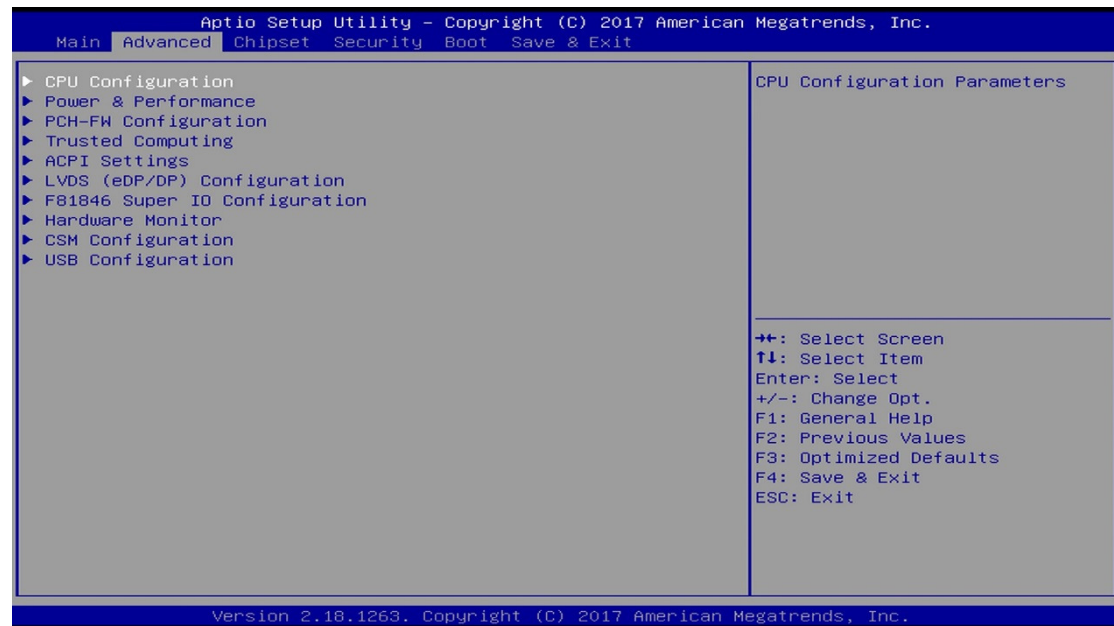 Aptio Setup Utility – Copyright (C) 2017 American Megatrends, Inc.
Main Advanced Chipset Security Boot Save & Exit
► CPU Configuration
► Power & Performance
► PCH-FW Configuration
► Trusted Computing
► ACPI Settings
► LVDS (eDP/DP) Configuration
► F81846 Super IO Configuration
► Hardware Monitor
► CSM Configuration
► USB Configuration
CPU Configuration Parameters
→←: Select Screen
↑↓: Select Item
Enter: Select
+/-: Change Opt.
F1: General Help
F2: Previous Values
F3: Optimized Defaults
F4: Save & Exit
ESC: Exit
Version 2.18.1263. Copyright (C) 2017 American Megatrends, Inc.